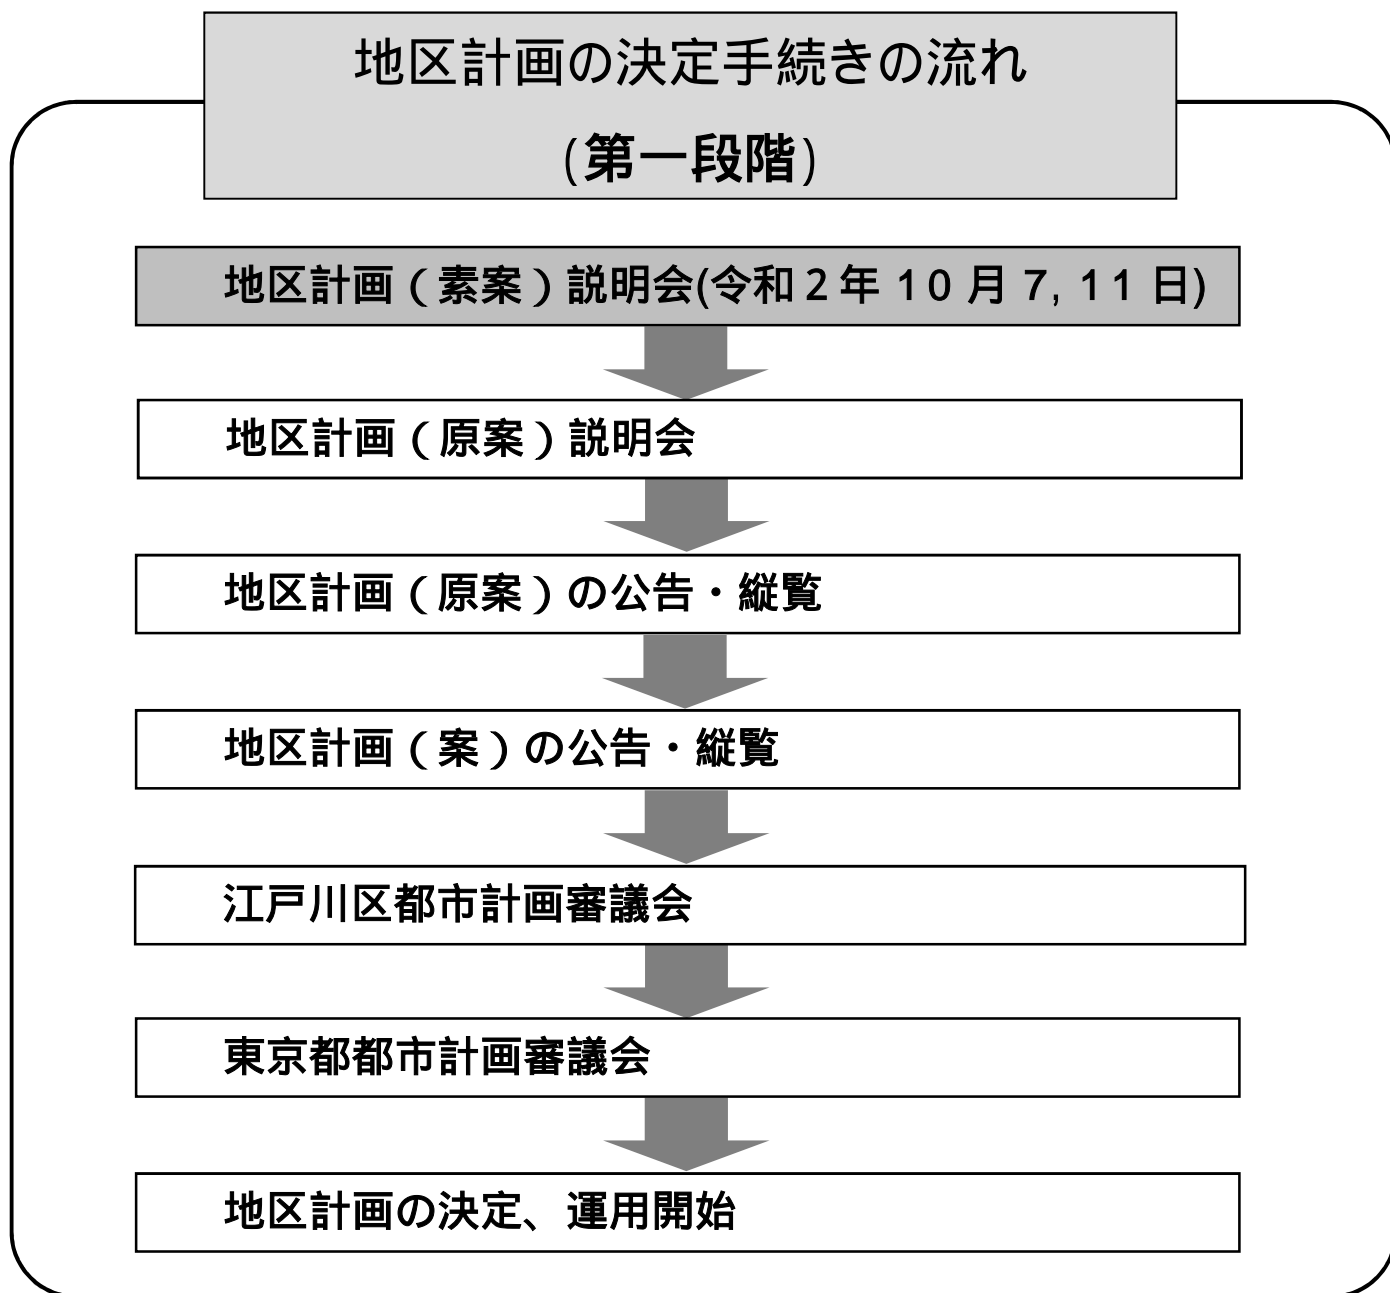 地区計画の決定手続きの流れ
(第一段階)
地区計画（素案）説明会(令和２年 10 月 7, 11 日)
地区計画（原案）説明会
地区計画（原案）の公告・縦覧
地区計画（案）の公告・縦覧
江戸川区都市計画審議会
東京都都市計画審議会
地区計画の決定、運用開始